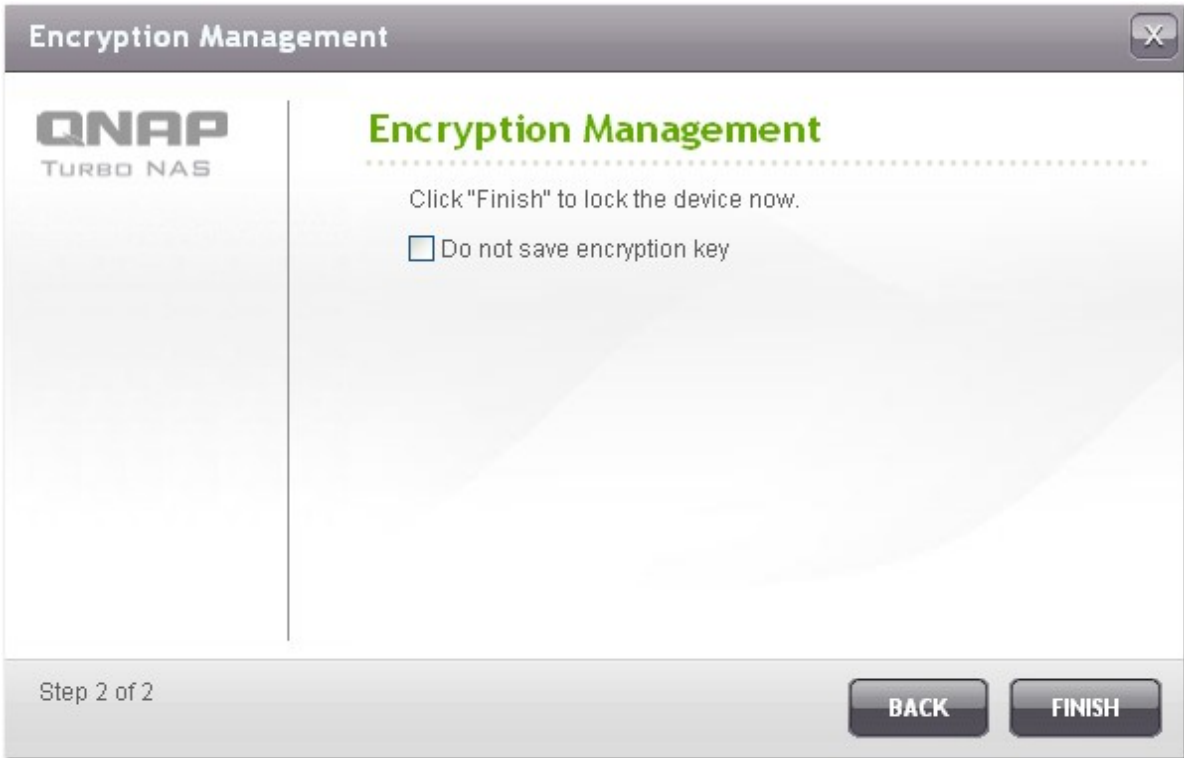 Encryption Management
X
QNAP
TURBO NAS
Encryption Management
Click "Finish" to lock the device now.
Do not save encryption key
Step 2 of 2
BACK
FINISH